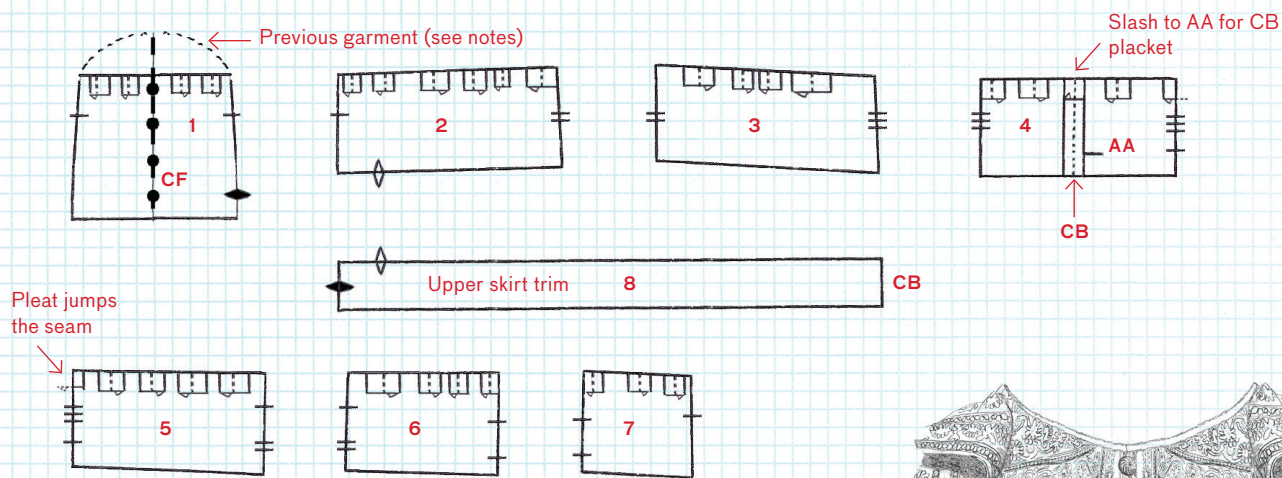 Previous garment (see notes)
Slash to AA for CB
placket
1
2
3
4
AA
CF
CB
Upper skirt trim
8
CB
Pleat jumps
the seam
5
6
7